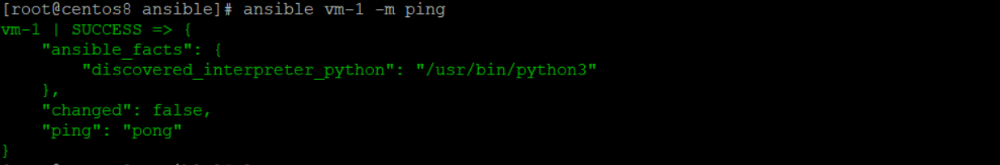 [root@centos8 ansible]# ansible vm-1 -m ping
vm-1 | SUCCESS => {
    "ansible_facts": {
        "discovered_interpreter_python": "/usr/bin/python3"
    },
    "changed": false,
    "ping": "pong"
}